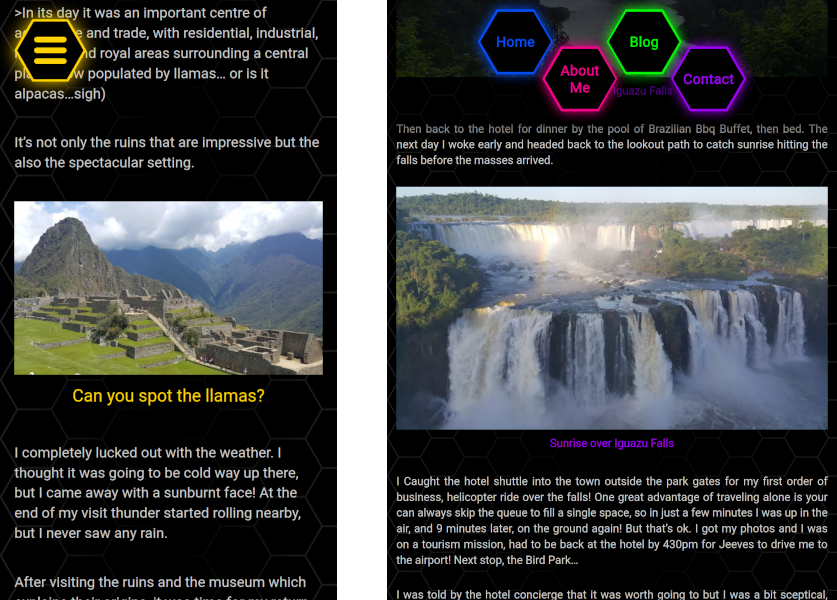 >In its day it was an important centre of
and trade, with residential, industrial,
nd royal areas surrounding a central
pl w populated by llamas... or is it
alpacas...sigh)
It's not only the ruins that are impressive but the
also the spectacular setting.
Can you spot the llamas?
I completely lucked out with the weather. I
thought it was going to be cold way up there,
but I came away with a sunburnt face! At the
end of my visit thunder started rolling nearby,
but I never saw any rain.
After visiting the ruins and the museum which
Home
Blog
About
Me
Contact
Iguazu Falls
Then back to the hotel for dinner by the pool of Brazilian Bbq Buffet, then bed. The
next day I woke early and headed back to the lookout path to catch sunrise hitting the
falls before the masses arrived.
Sunrise over Iguazu Falls
I Caught the hotel shuttle into the town outside the park gates for my first order of
business, helicopter ride over the falls! One great advantage of traveling alone is your
can always skip the queue to fill a single space, so in just a few minutes I was up in the
air, and 9 minutes later, on the ground again! But that's ok. I got my photos and I was
on a tourism mission, had to be back at the hotel by 430pm for Jeeves to drive me to
the airport! Next stop, the Bird Park...
I was told by the hotel concierge that it was worth going to but I was a bit sceptical,